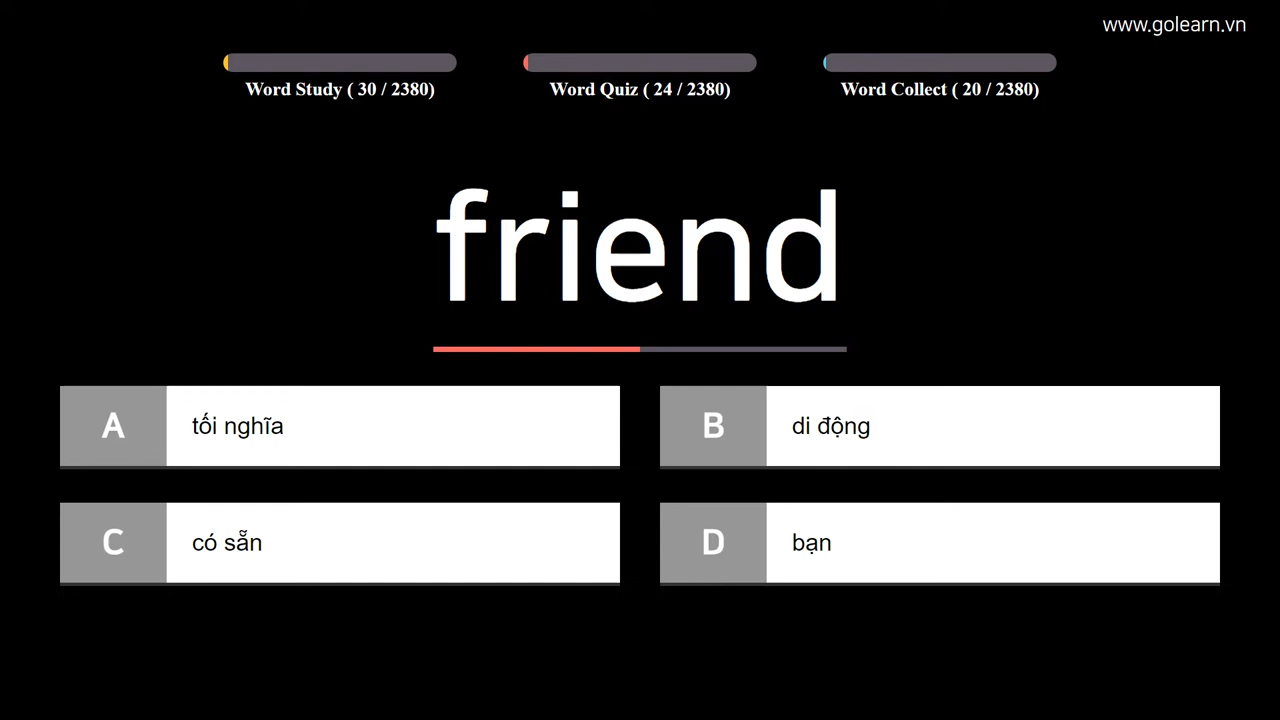 www.golearn.vn
Word Study ( 30 / 2380)
Word Quiz ( 24 / 2380)
Word Collect ( 20 / 2380)
friend
A tối nghĩa
B di động
C có sẵn
D bạn